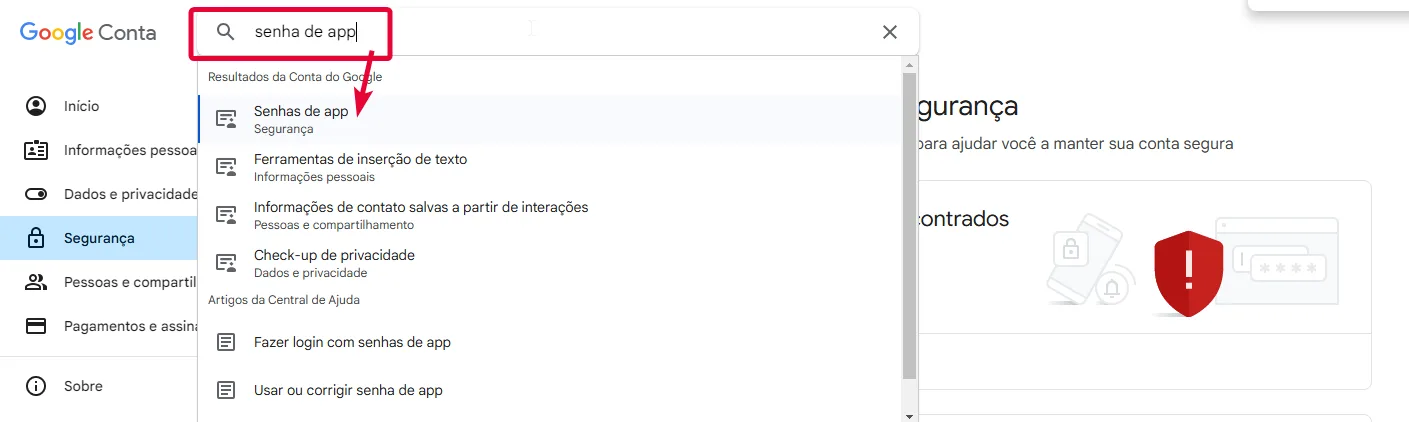 Google Conta
senha de app
Início
Informações pessoa
Dados e privacidade
Segurança
Pessoas e compartil
Pagamentos e assina
Sobre
Resultados da Conta do Google
Senhas de app
Segurança
Ferramentas de inserção de texto
Informações pessoais
Informações de contato salvas a partir de interações
Pessoas e compartilhamento
Check-up de privacidade
Dados e privacidade
Artigos da Central de Ajuda
Fazer login com senhas de app
Usar ou corrigir senha de app
gurança
para ajudar você a manter sua conta segura
contrados